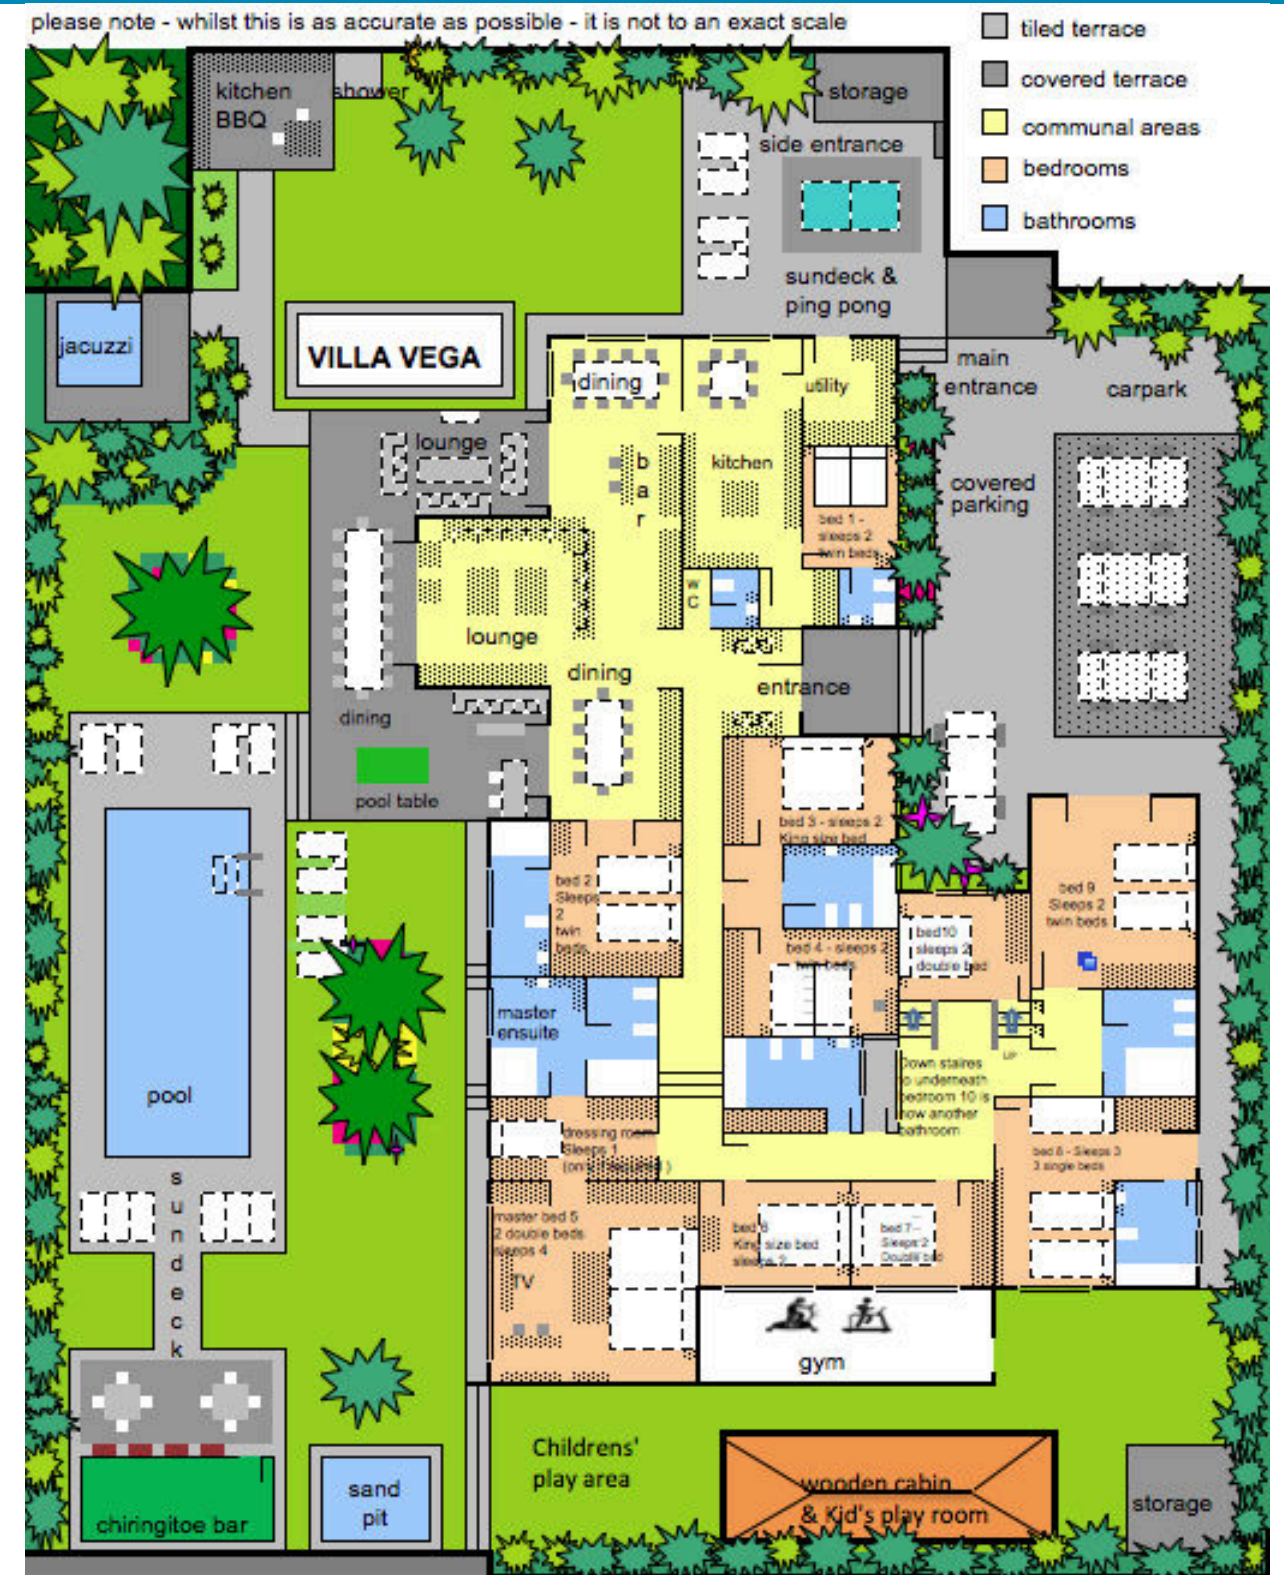 please note - whilst this is as accurate as possible - it is not to an exact scale
tiled terrace
covered terrace
communal areas
bedrooms
bathrooms
kitchen
BBQ
shower
storage
side entrance
sundeck &
ping pong
jacuzzi
VILLA VEGA
dining
utility
main
entrance
carpark
lounge
b
a
r
kitchen
covered
parking
bed 1 -
sleeps 2
twin beds
w
c
lounge
dining
entrance
dining
pool table
bed 3 - sleeps 2
King size bed
bed 2
Sleeps
2
twin
beds
bed 9
Sleeps 2
twin beds
bed10
sleeps 2
double bed
bed 4 - sleeps 2
twin beds
master
ensuite
UP
Down staires
to underneath
bedroom 10 is
now another
bathroom
pool
dressing room
Sleeps 1
(only if required )
bed 8 - Sleeps 3
3 single beds
s
u
n
d
e
c
k
master bed 5
2 double beds
sleeps 4
TV
bed 6
King size bed
sleeps 2
bed 7 -
Sleeps 2
Double bed
gym
Childrens'
play area
wooden cabin
& Kid's play room
sand
pit
storage
chiringitoe bar